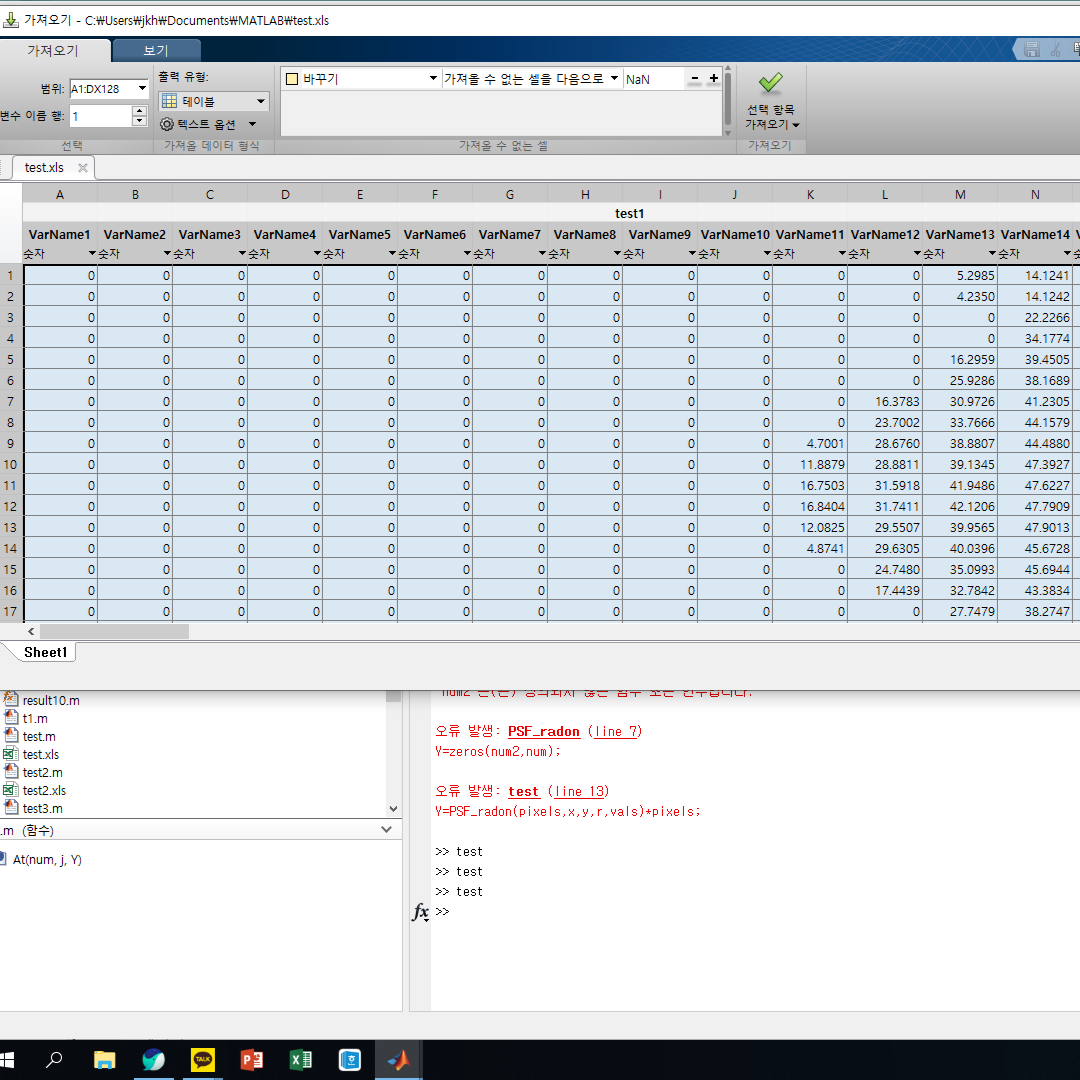 가져오기 - C:₩Users₩jkh₩Documents₩MATLAB₩test.xls
가져오기 보기
범위: A1:DX128
변수 이름 행: 1
선택
출력 유형:
테이블
텍스트 옵션
가져올 데이터 형식
바꾸기 가져올 수 없는 셀을 다음으로 NaN
가져올 수 없는 셀
선택 항목
가져오기
가져오기
test.xls
A B C D E F G H I J K L M N
test1
VarName1 VarName2 VarName3 VarName4 VarName5 VarName6 VarName7 VarName8 VarName9 VarName10 VarName11 VarName12 VarName13 VarName14
숫자 숫자 숫자 숫자 숫자 숫자 숫자 숫자 숫자 숫자 숫자 숫자 숫자 숫자
1 0 0 0 0 0 0 0 0 0 0 0 0 5.2985 14.1241
2 0 0 0 0 0 0 0 0 0 0 0 0 4.2350 14.1242
3 0 0 0 0 0 0 0 0 0 0 0 0 0 22.2266
4 0 0 0 0 0 0 0 0 0 0 0 0 0 34.1774
5 0 0 0 0 0 0 0 0 0 0 0 0 16.2959 39.4505
6 0 0 0 0 0 0 0 0 0 0 0 0 25.9286 38.1689
7 0 0 0 0 0 0 0 0 0 0 0 16.3783 30.9726 41.2305
8 0 0 0 0 0 0 0 0 0 0 0 23.7002 33.7666 44.1579
9 0 0 0 0 0 0 0 0 0 0 4.7001 28.6760 38.8807 44.4880
10 0 0 0 0 0 0 0 0 0 0 11.8879 28.8811 39.1345 47.3927
11 0 0 0 0 0 0 0 0 0 0 16.7503 31.5918 41.9486 47.6227
12 0 0 0 0 0 0 0 0 0 0 16.8404 31.7411 42.1206 47.7909
13 0 0 0 0 0 0 0 0 0 0 12.0825 29.5507 39.9565 47.9013
14 0 0 0 0 0 0 0 0 0 0 4.8741 29.6305 40.0396 45.6728
15 0 0 0 0 0 0 0 0 0 0 0 24.7480 35.0993 45.6944
16 0 0 0 0 0 0 0 0 0 0 0 17.4439 32.7842 43.3834
17 0 0 0 0 0 0 0 0 0 0 0 0 27.7479 38.2747
Sheet1
result10.m
t1.m
test.m
test.xls
test2.m
test2.xls
test3.m
.m (함수)
At(num, j, Y)
'num2'은(는) 정의되지 않은 함수 또는 변수입니다.
오류 발생: PSF_radon (line 7)
Y=zeros(num2,num);
오류 발생: test (line 13)
Y=PSF_radon(pixels,x,y,r,vals)*pixels;
>> test
>> test
>> test
fx >>
TALK